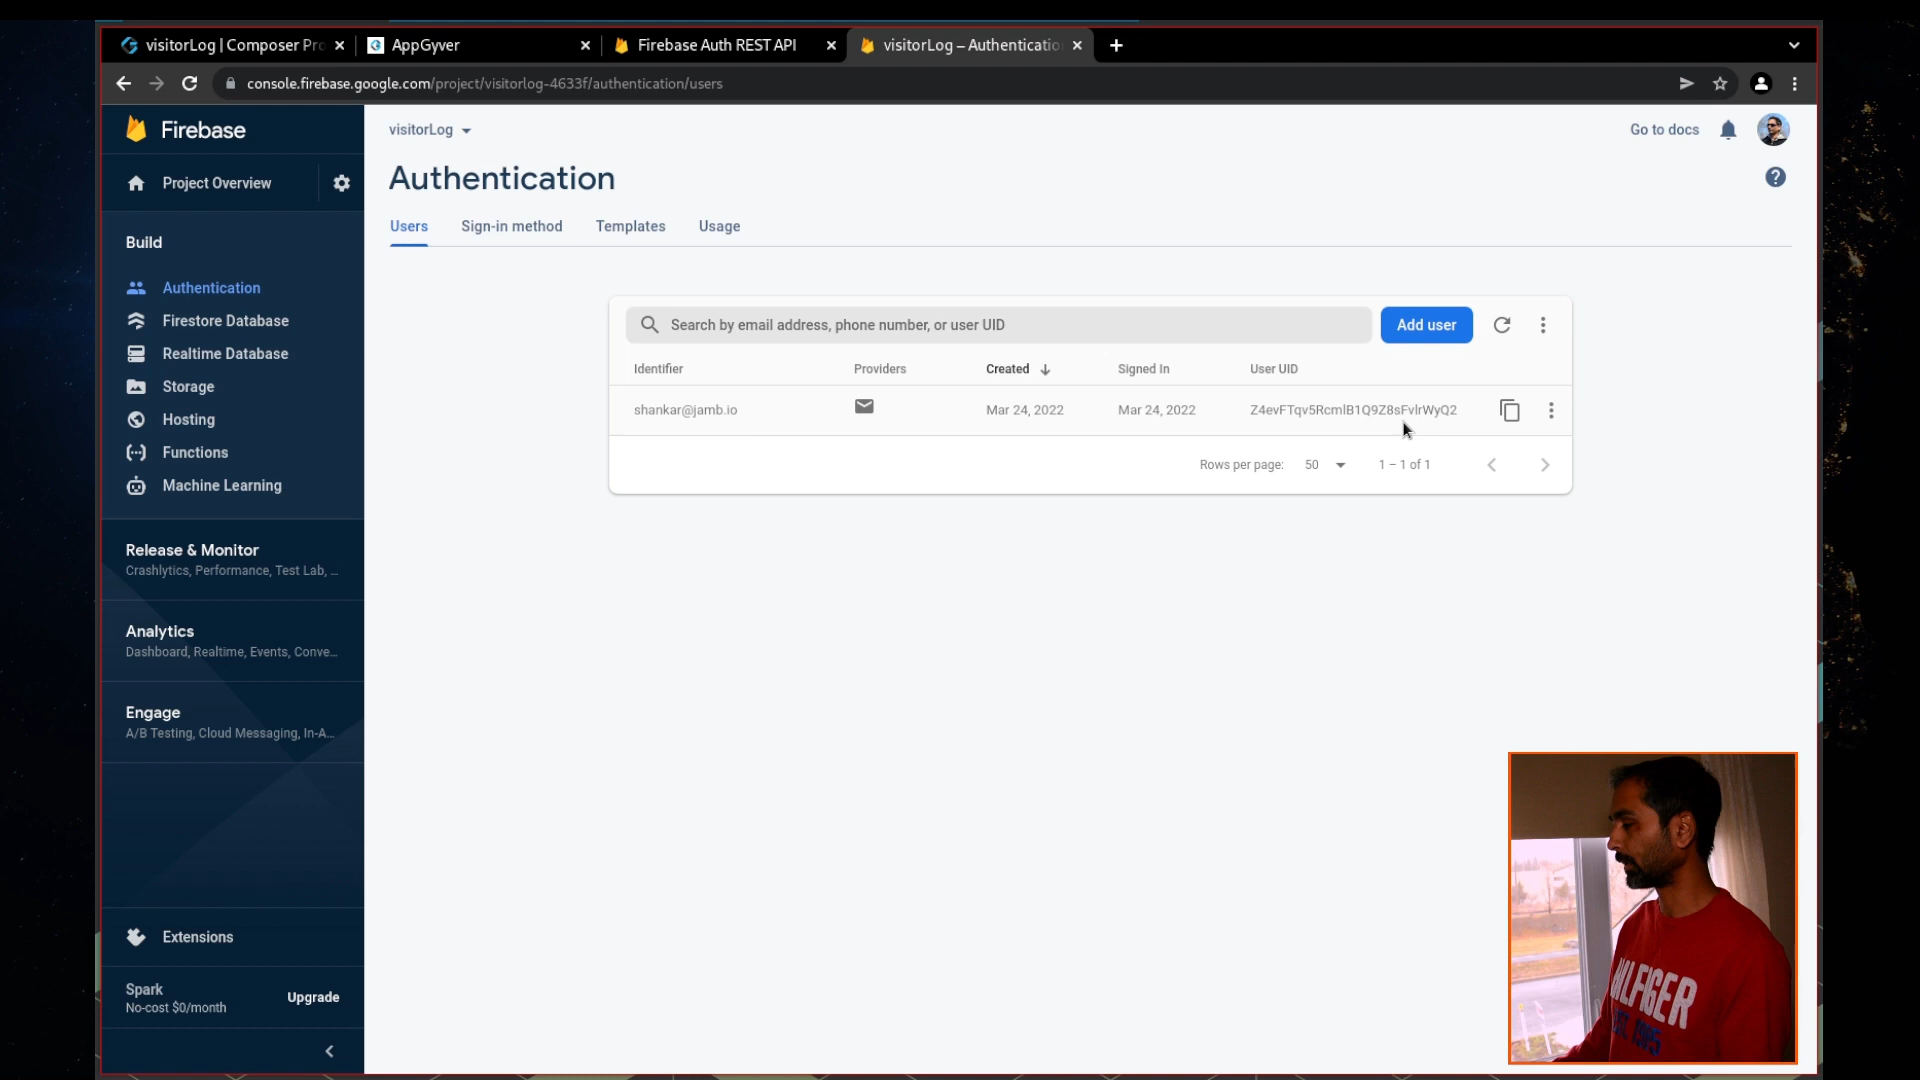 visitorLog | Composer Pro
AppGyver
Firebase Auth REST API
visitorLog – Authenticatio
console.firebase.google.com/project/visitorlog-4633f/authentication/users
Firebase
visitorLog
Go to docs
Project Overview
Authentication
Users
Sign-in method
Templates
Usage
Build
Authentication
Firestore Database
Realtime Database
Storage
Hosting
Functions
Machine Learning
Search by email address, phone number, or user UID
Add user
Identifier
Providers
Created
Signed In
User UID
shankar@jamb.io
Mar 24, 2022
Mar 24, 2022
Z4evFTqv5RcmlB1Q9Z8sFvlrWyQ2
Rows per page:
50
1 – 1 of 1
Release & Monitor
Crashlytics, Performance, Test Lab, ...
Analytics
Dashboard, Realtime, Events, Conve...
Engage
A/B Testing, Cloud Messaging, In-A...
Extensions
Spark
No-cost $0/month
Upgrade
HILFIGER
EST. 1985